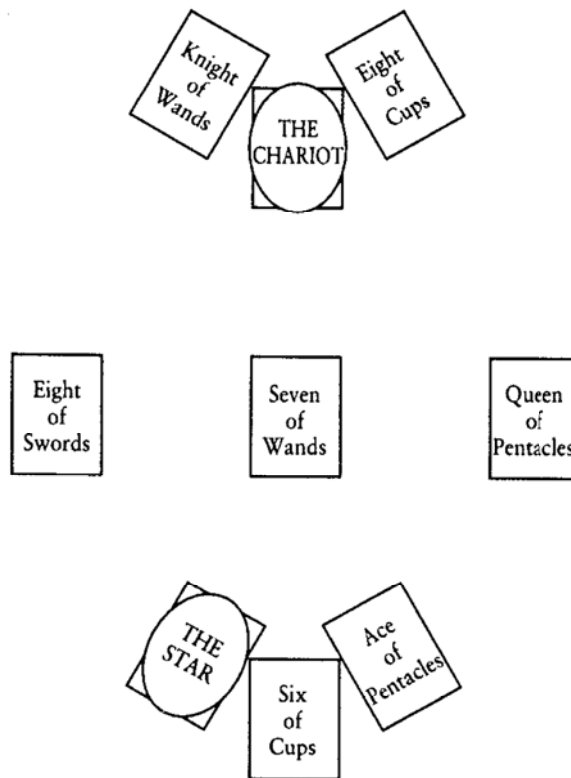 Knight
of
Wands
THE
CHARIOT
Eight
of
Cups
Eight
of
Swords
Seven
of
Wands
Queen
of
Pentacles
THE
STAR
Six
of
Cups
Ace
of
Pentacles